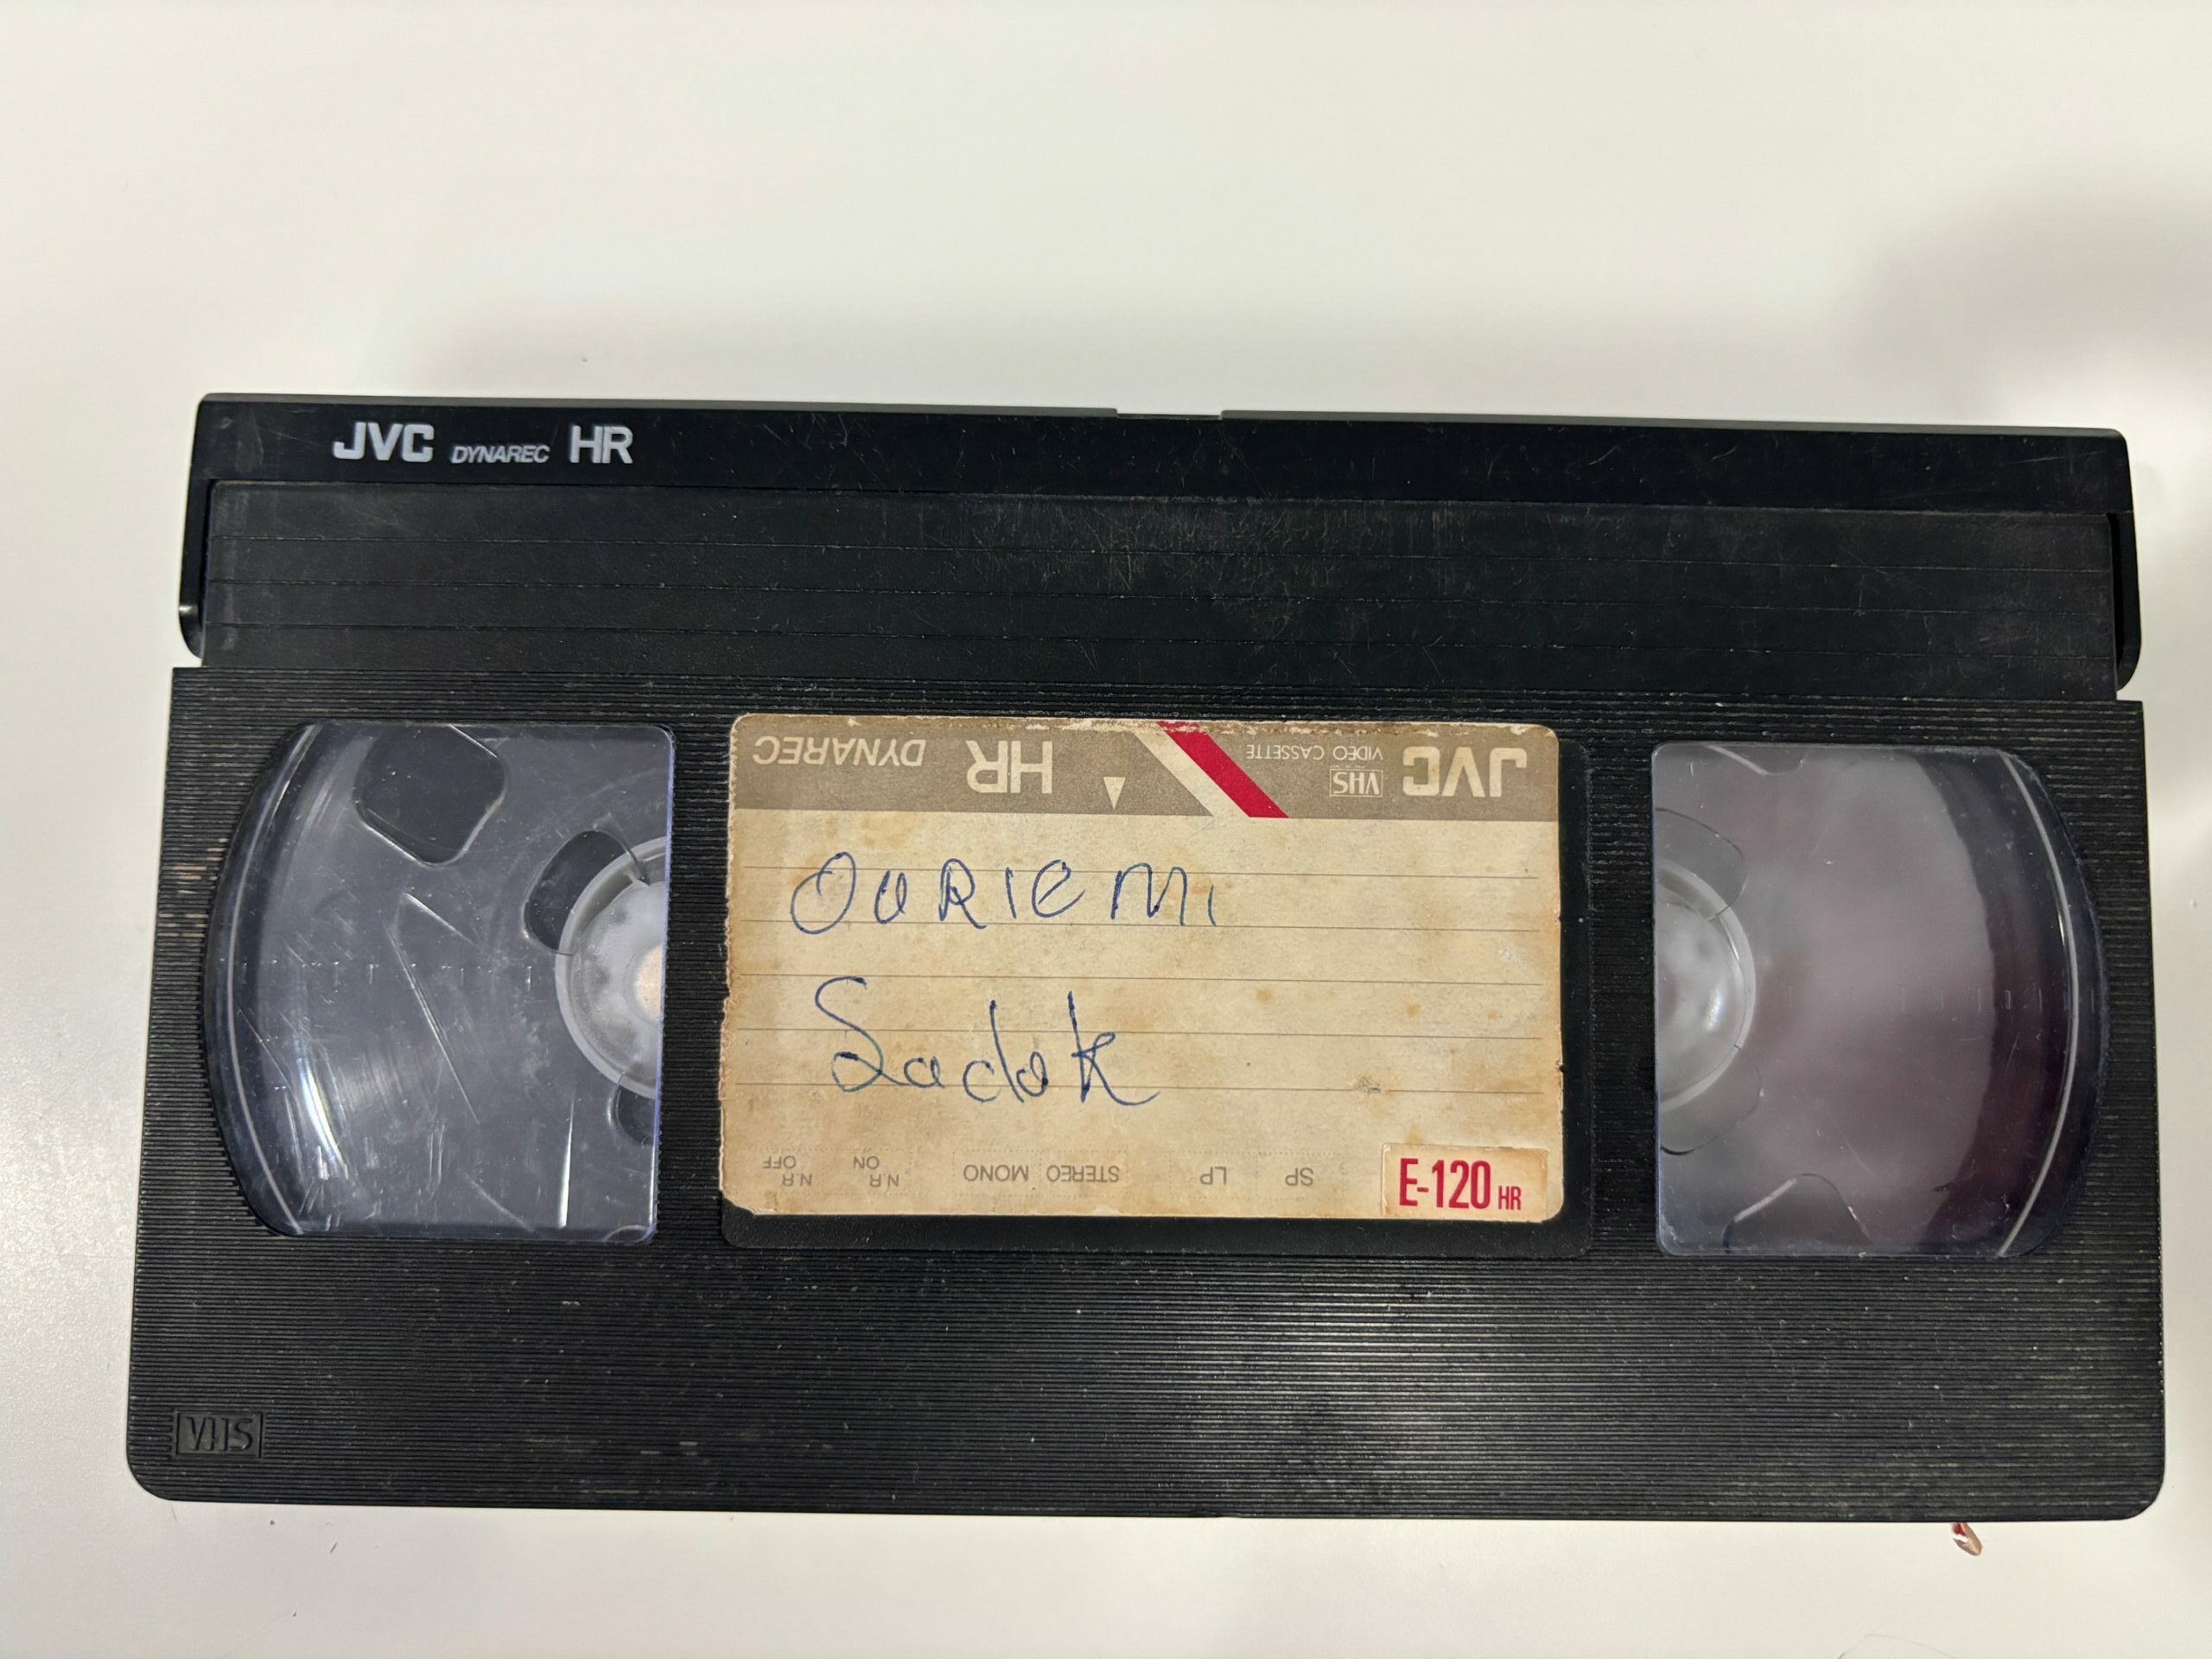 JVC DYNAREC HR
JVC VHS VIDEO CASSETTE HR DYNAREC
OURIEMI
Sadok
E-120 HR
SP LP STEREO MONO N.R ON N.R OFF
VHS